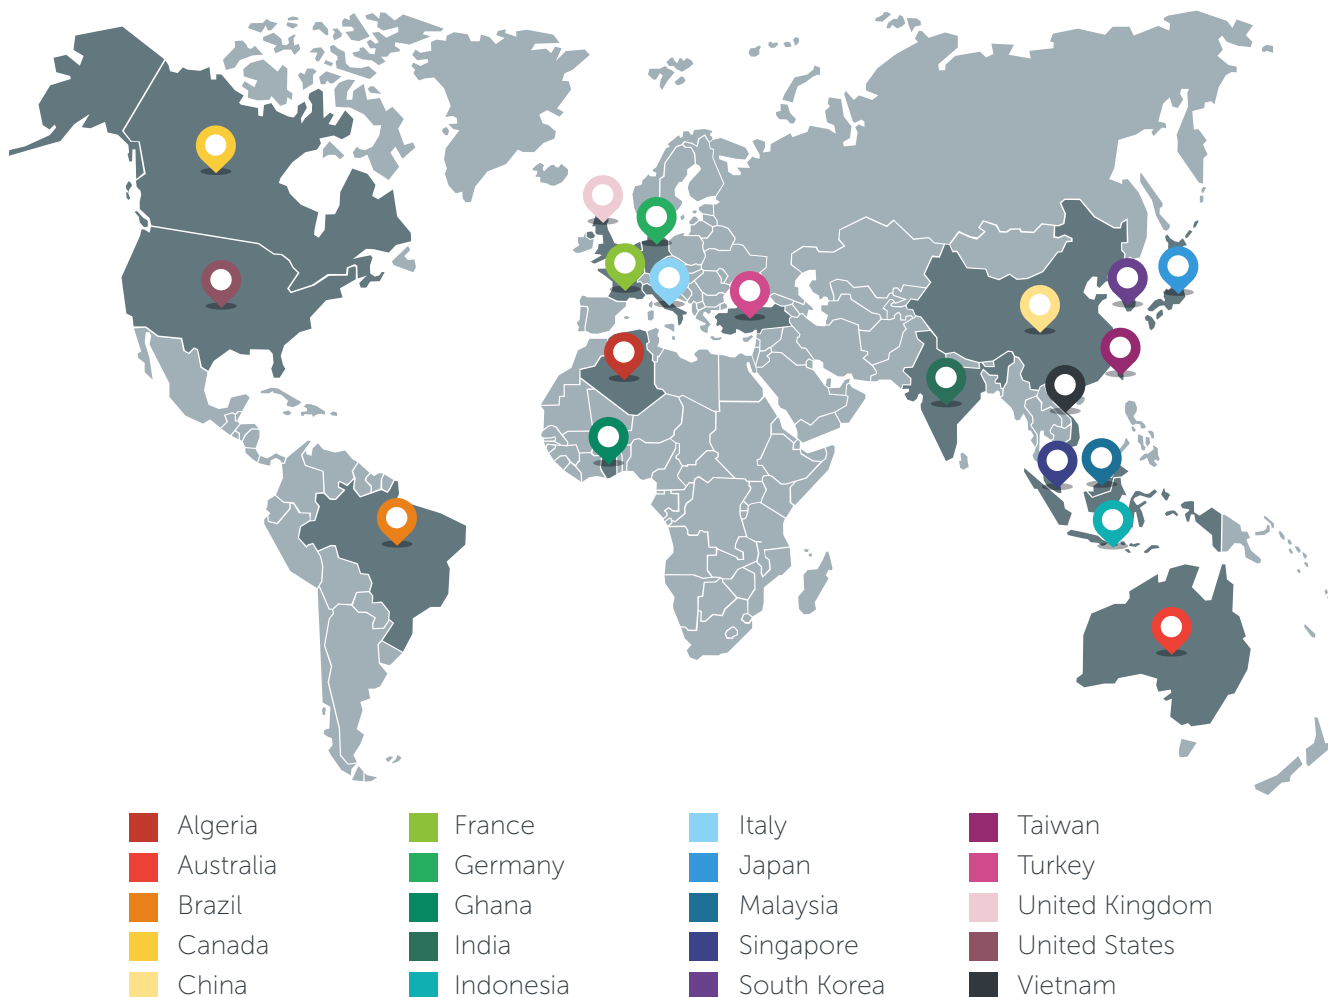 Algeria
Australia
Brazil
Canada
China
France
Germany
Ghana
India
Indonesia
Italy
Japan
Malaysia
Singapore
South Korea
Taiwan
Turkey
United Kingdom
United States
Vietnam